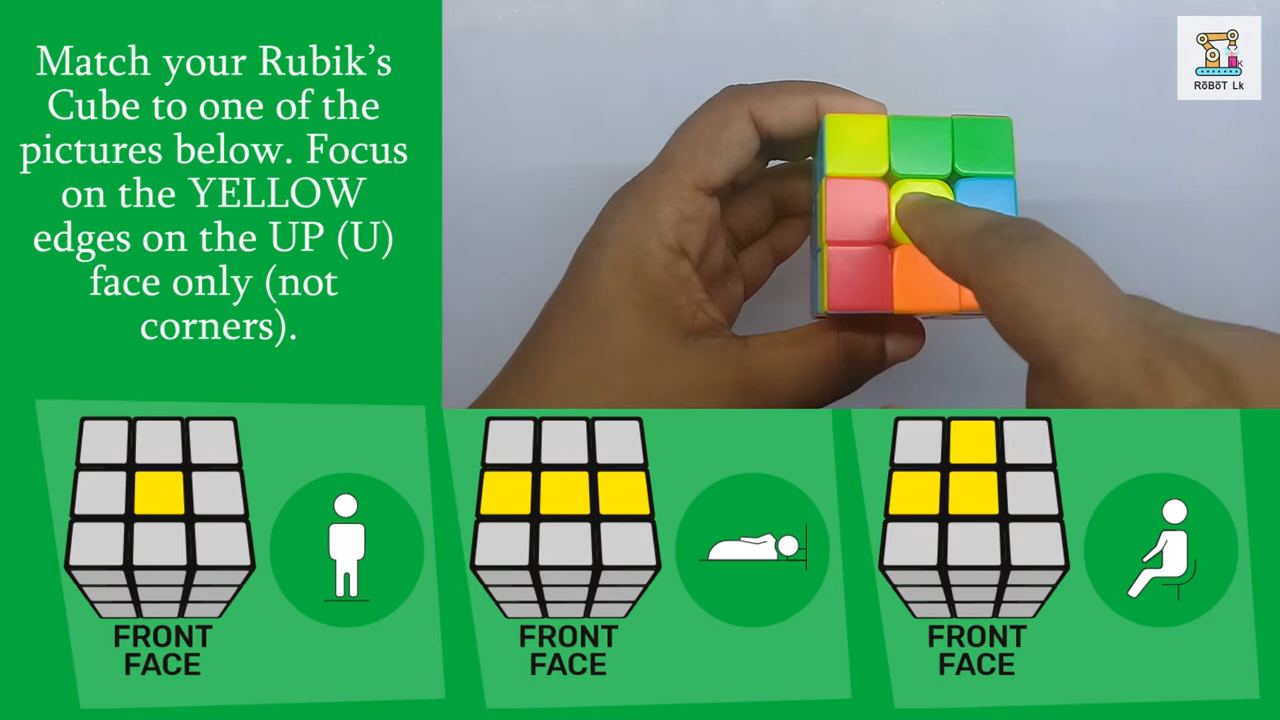 Match your Rubik’s
Cube to one of the
pictures below. Focus
on the YELLOW
edges on the UP (U)
face only (not
corners).
RōBōT Lk
FRONT
FACE
FRONT
FACE
FRONT
FACE